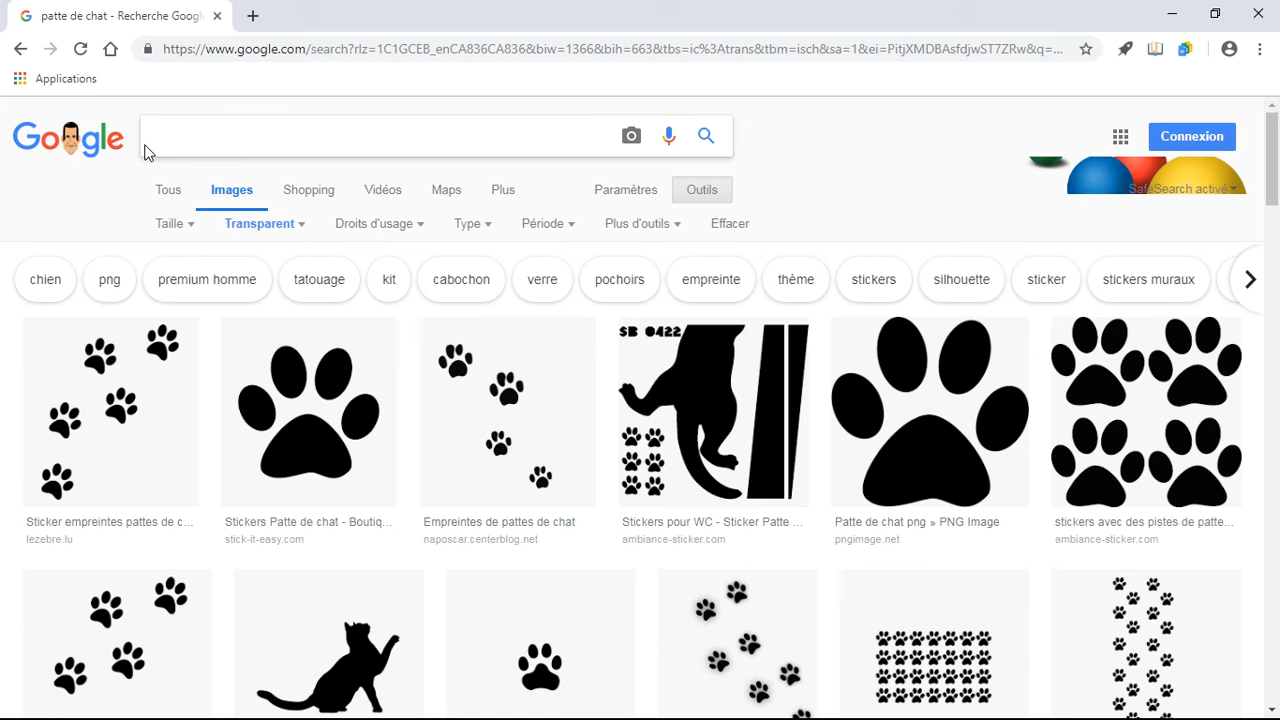 patte de chat - Recherche Googl
https://www.google.com/search?rlz=1C1GCEB_enCA836CA836&biw=1366&bih=663&tbs=ic%3Atrans&tbm=isch&sa=1&ei=PitjXMDBAsfdjwST7ZRw&q=...
Applications
Google
Connexion
Tous Images Shopping Vidéos Maps Plus Paramètres Outils SafeSearch activé
Taille Transparent Droits d'usage Type Période Plus d'outils Effacer
chien png premium homme tatouage kit cabochon verre pochoirs empreinte thème stickers silhouette sticker stickers muraux
SB 0422
Sticker empreintes pattes de c... Stickers Patte de chat - Boutiq... Empreintes de pattes de chat Stickers pour WC - Sticker Patte ... Patte de chat png » PNG Image stickers avec des pistes de patte...
lezebre.lu stick-it-easy.com naposcar.centerblog.net ambiance-sticker.com pngimage.net ambiance-sticker.com